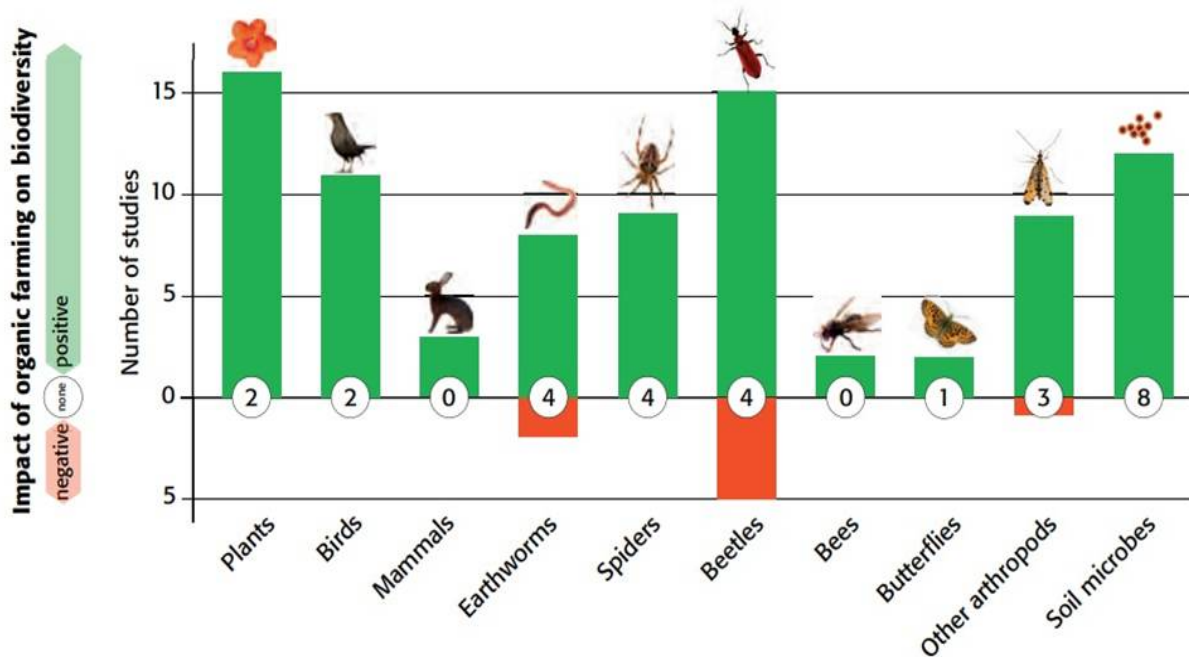 Impact of organic farming on biodiversity
positive
none
negative
Number of studies
15
10
5
0
5
2
2
0
4
4
4
0
1
3
8
Plants
Birds
Mammals
Earthworms
Spiders
Beetles
Bees
Butterflies
Other arthropods
Soil microbes